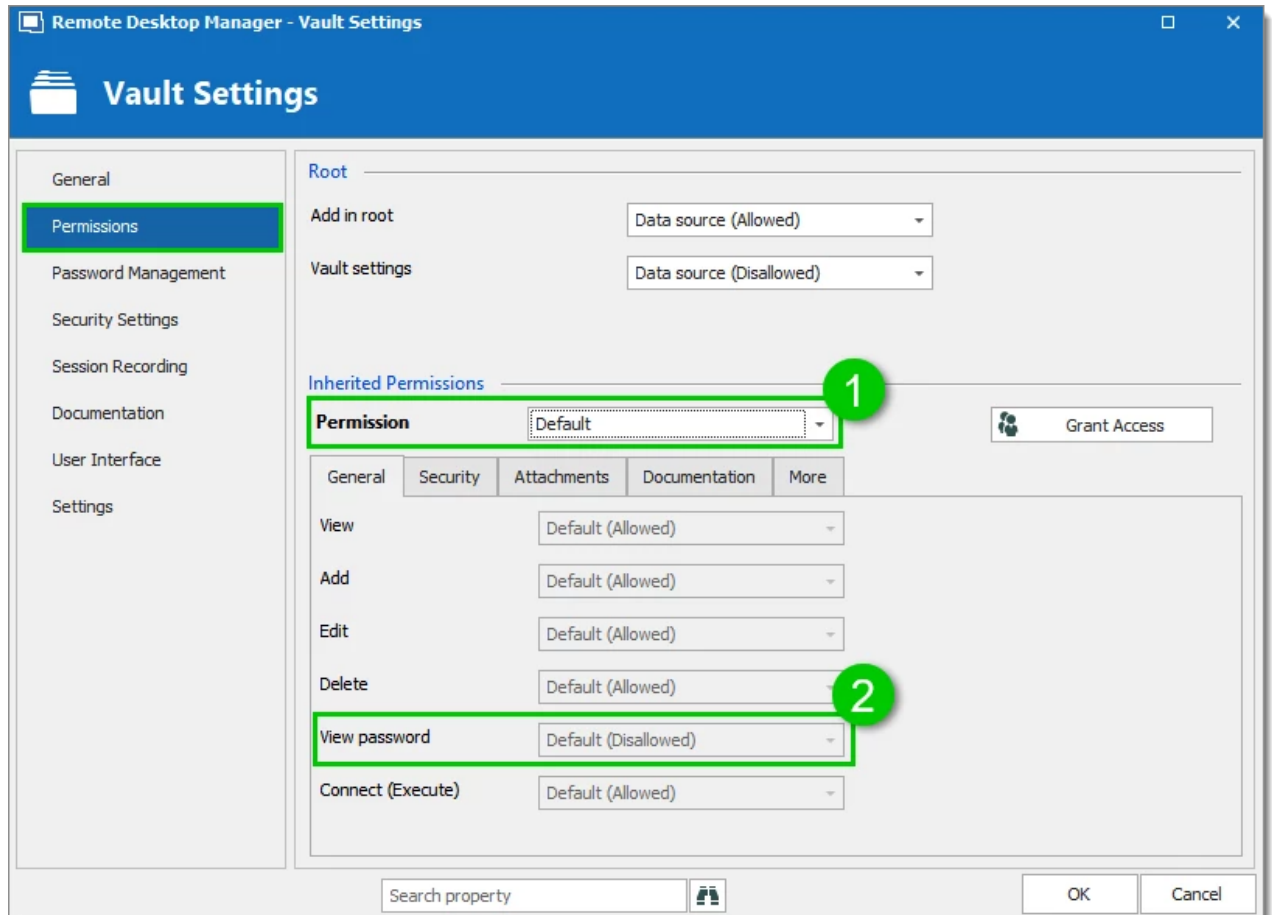 Remote Desktop Manager - Vault Settings
Vault Settings
General
Permissions
Password Management
Security Settings
Session Recording
Documentation
User Interface
Settings
Root
Add in root Data source (Allowed)
Vault settings Data source (Disallowed)
Inherited Permissions 1
Permission Default Grant Access
General Security Attachments Documentation More
View Default (Allowed)
Add Default (Allowed)
Edit Default (Allowed)
Delete Default (Allowed) 2
View password Default (Disallowed)
Connect (Execute) Default (Allowed)
Search property OK Cancel